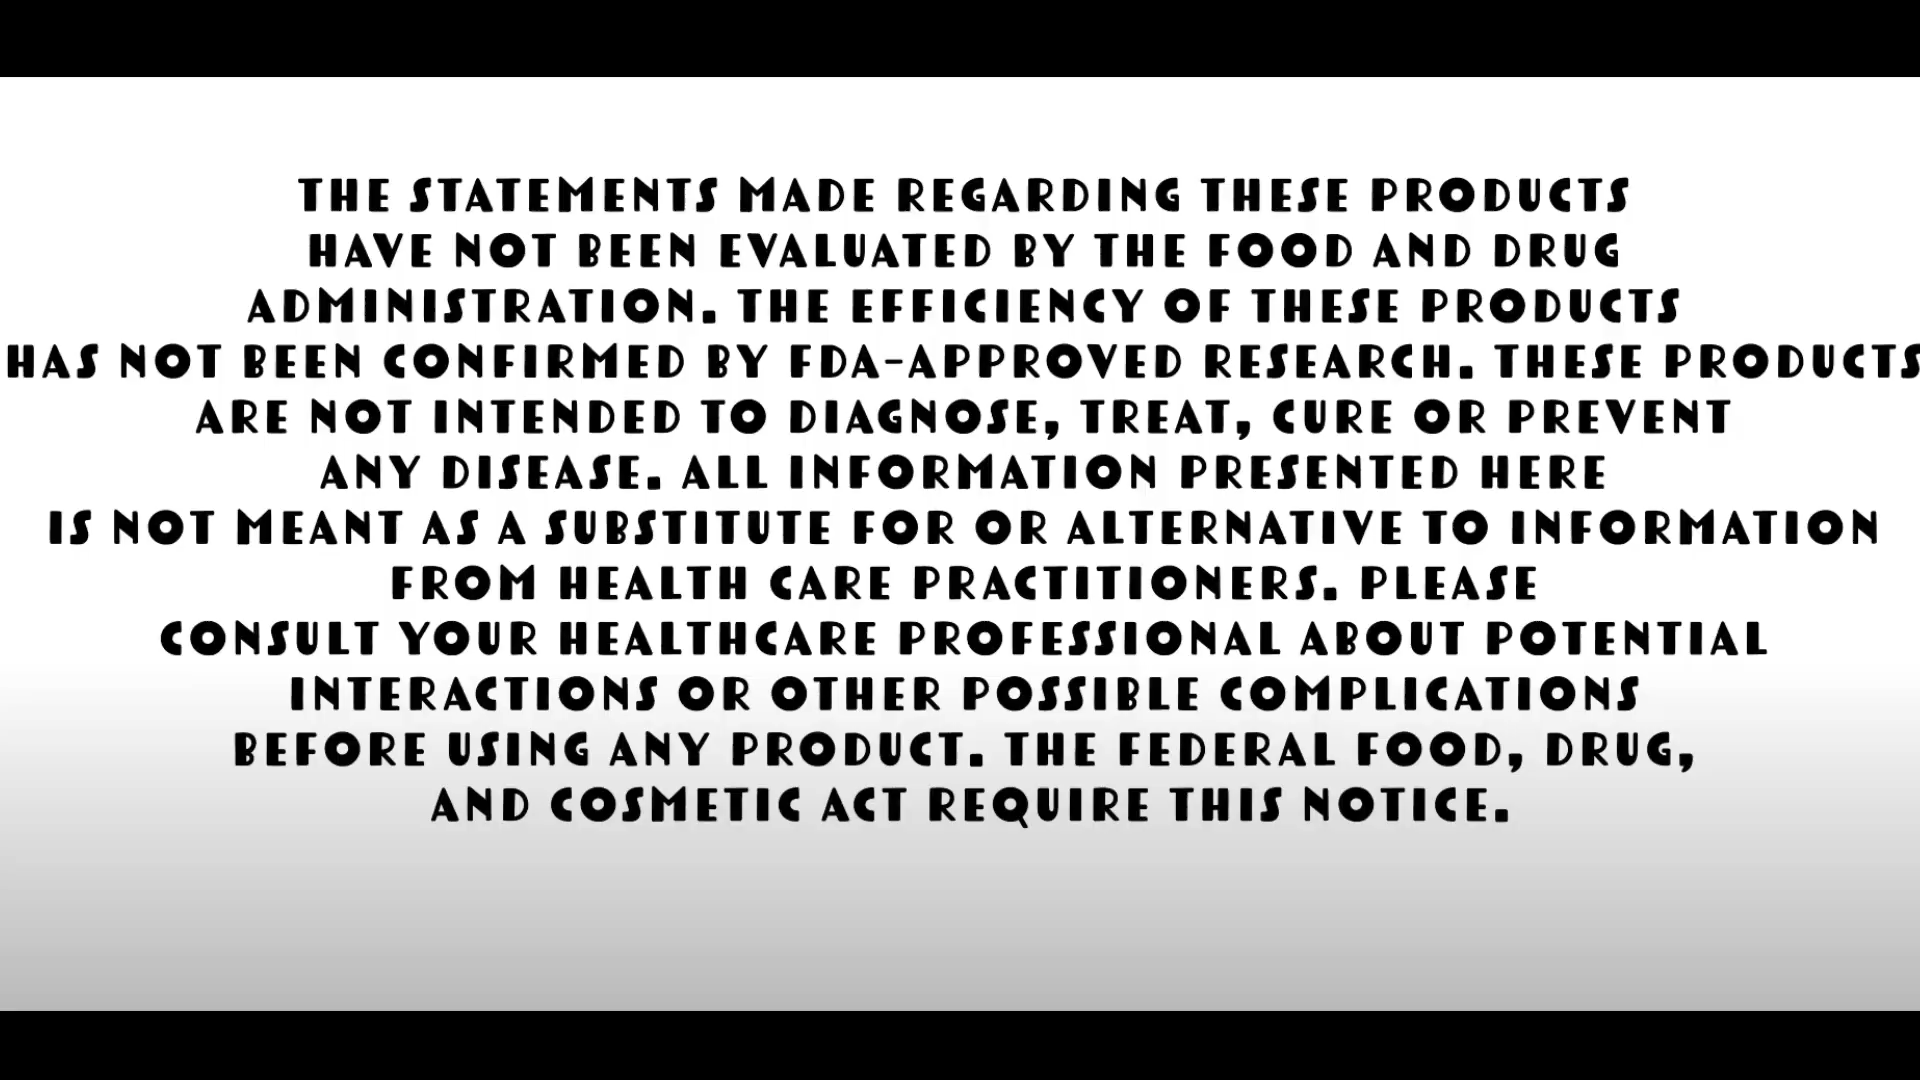 THE STATEMENTS MADE REGARDING THESE PRODUCTS
HAVE NOT BEEN EVALUATED BY THE FOOD AND DRUG
ADMINISTRATION. THE EFFICIENCY OF THESE PRODUCTS
HAS NOT BEEN CONFIRMED BY FDA-APPROVED RESEARCH. THESE PRODUCTS
ARE NOT INTENDED TO DIAGNOSE, TREAT, CURE OR PREVENT
ANY DISEASE. ALL INFORMATION PRESENTED HERE
IS NOT MEANT AS A SUBSTITUTE FOR OR ALTERNATIVE TO INFORMATION
FROM HEALTH CARE PRACTITIONERS. PLEASE
CONSULT YOUR HEALTHCARE PROFESSIONAL ABOUT POTENTIAL
INTERACTIONS OR OTHER POSSIBLE COMPLICATIONS
BEFORE USING ANY PRODUCT. THE FEDERAL FOOD, DRUG,
AND COSMETIC ACT REQUIRE THIS NOTICE.